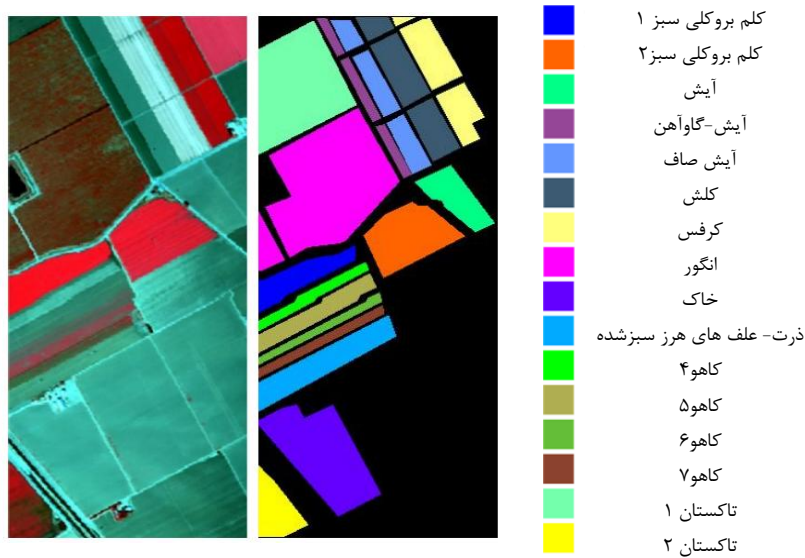 کلم بروکلی سبز ۱
کلم بروکلی سبز۲
آیش
آیش-گاوآهن
آیش صاف
کلش
کرفس
انگور
خاک
ذرت- علف های هرز سبزشده
کاهو۴
کاهو۵
کاهو۶
کاهو۷
تاکستان ۱
تاکستان ۲